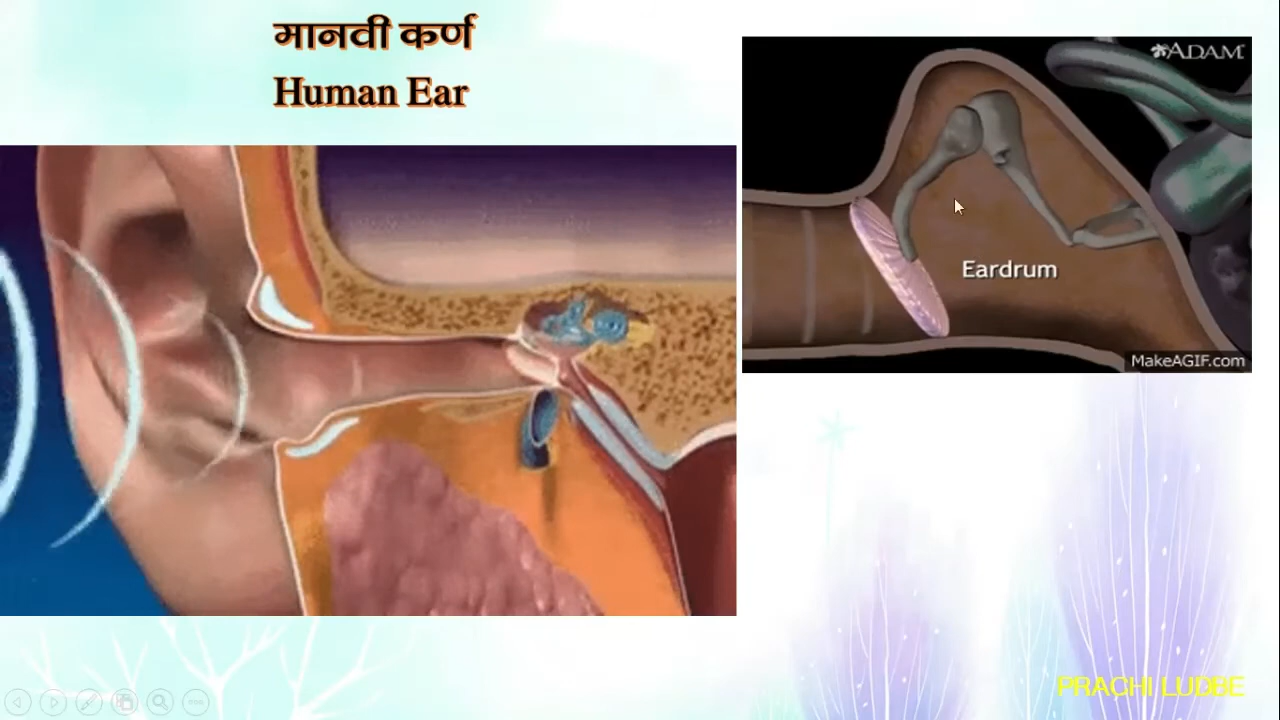 मानवी कर्ण
Human Ear
ADAM
Eardrum
MakeAGIF.com
PRACHI LUDBE